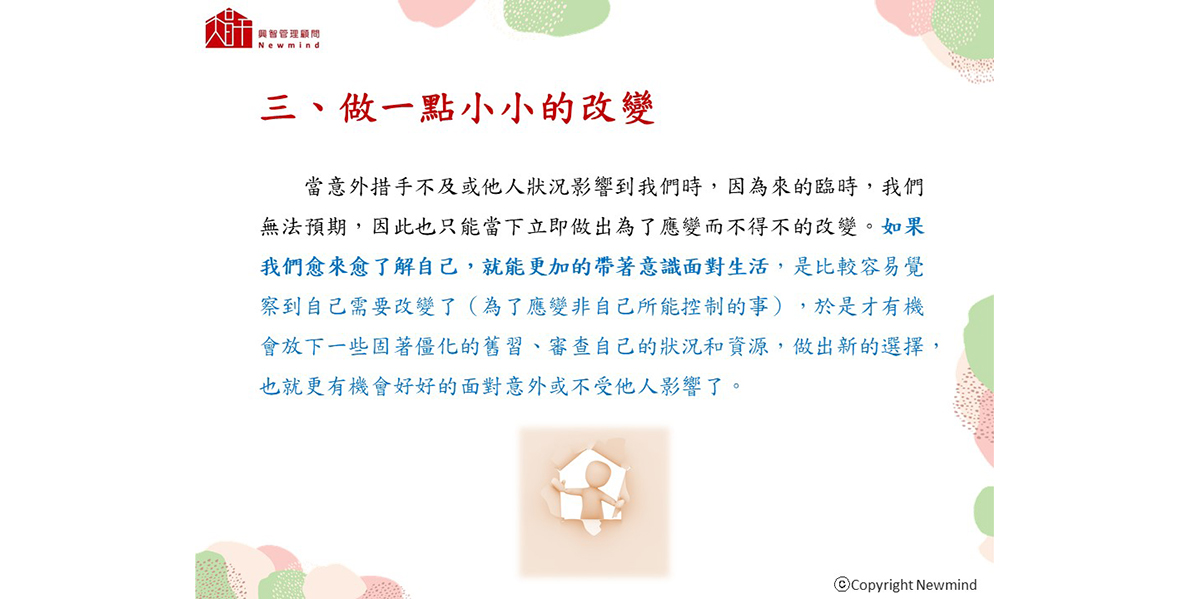 興智管理顧問
Newmind
三、做一點小小的改變
當意外措手不及或他人狀況影響到我們時，因為來的臨時，我們
無法預期，因此也只能當下立即做出為了應變而不得不的改變。如果
我們愈來愈了解自己，就能更加的帶著意識面對生活，是比較容易覺
察到自己需要改變了（為了應變非自己所能控制的事），於是才有機
會放下一些固著僵化的舊習、審查自己的狀況和資源，做出新的選擇，
也就更有機會好好的面對意外或不受他人影響了。
ⓒCopyright Newmind